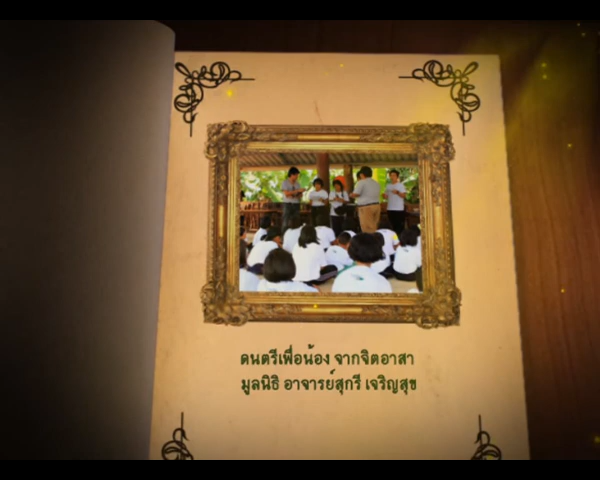 ดนตรีเพื่อน้อง จากจิตอาสา
มูลนิธิ อาจารย์สุกรี เจริญสุข